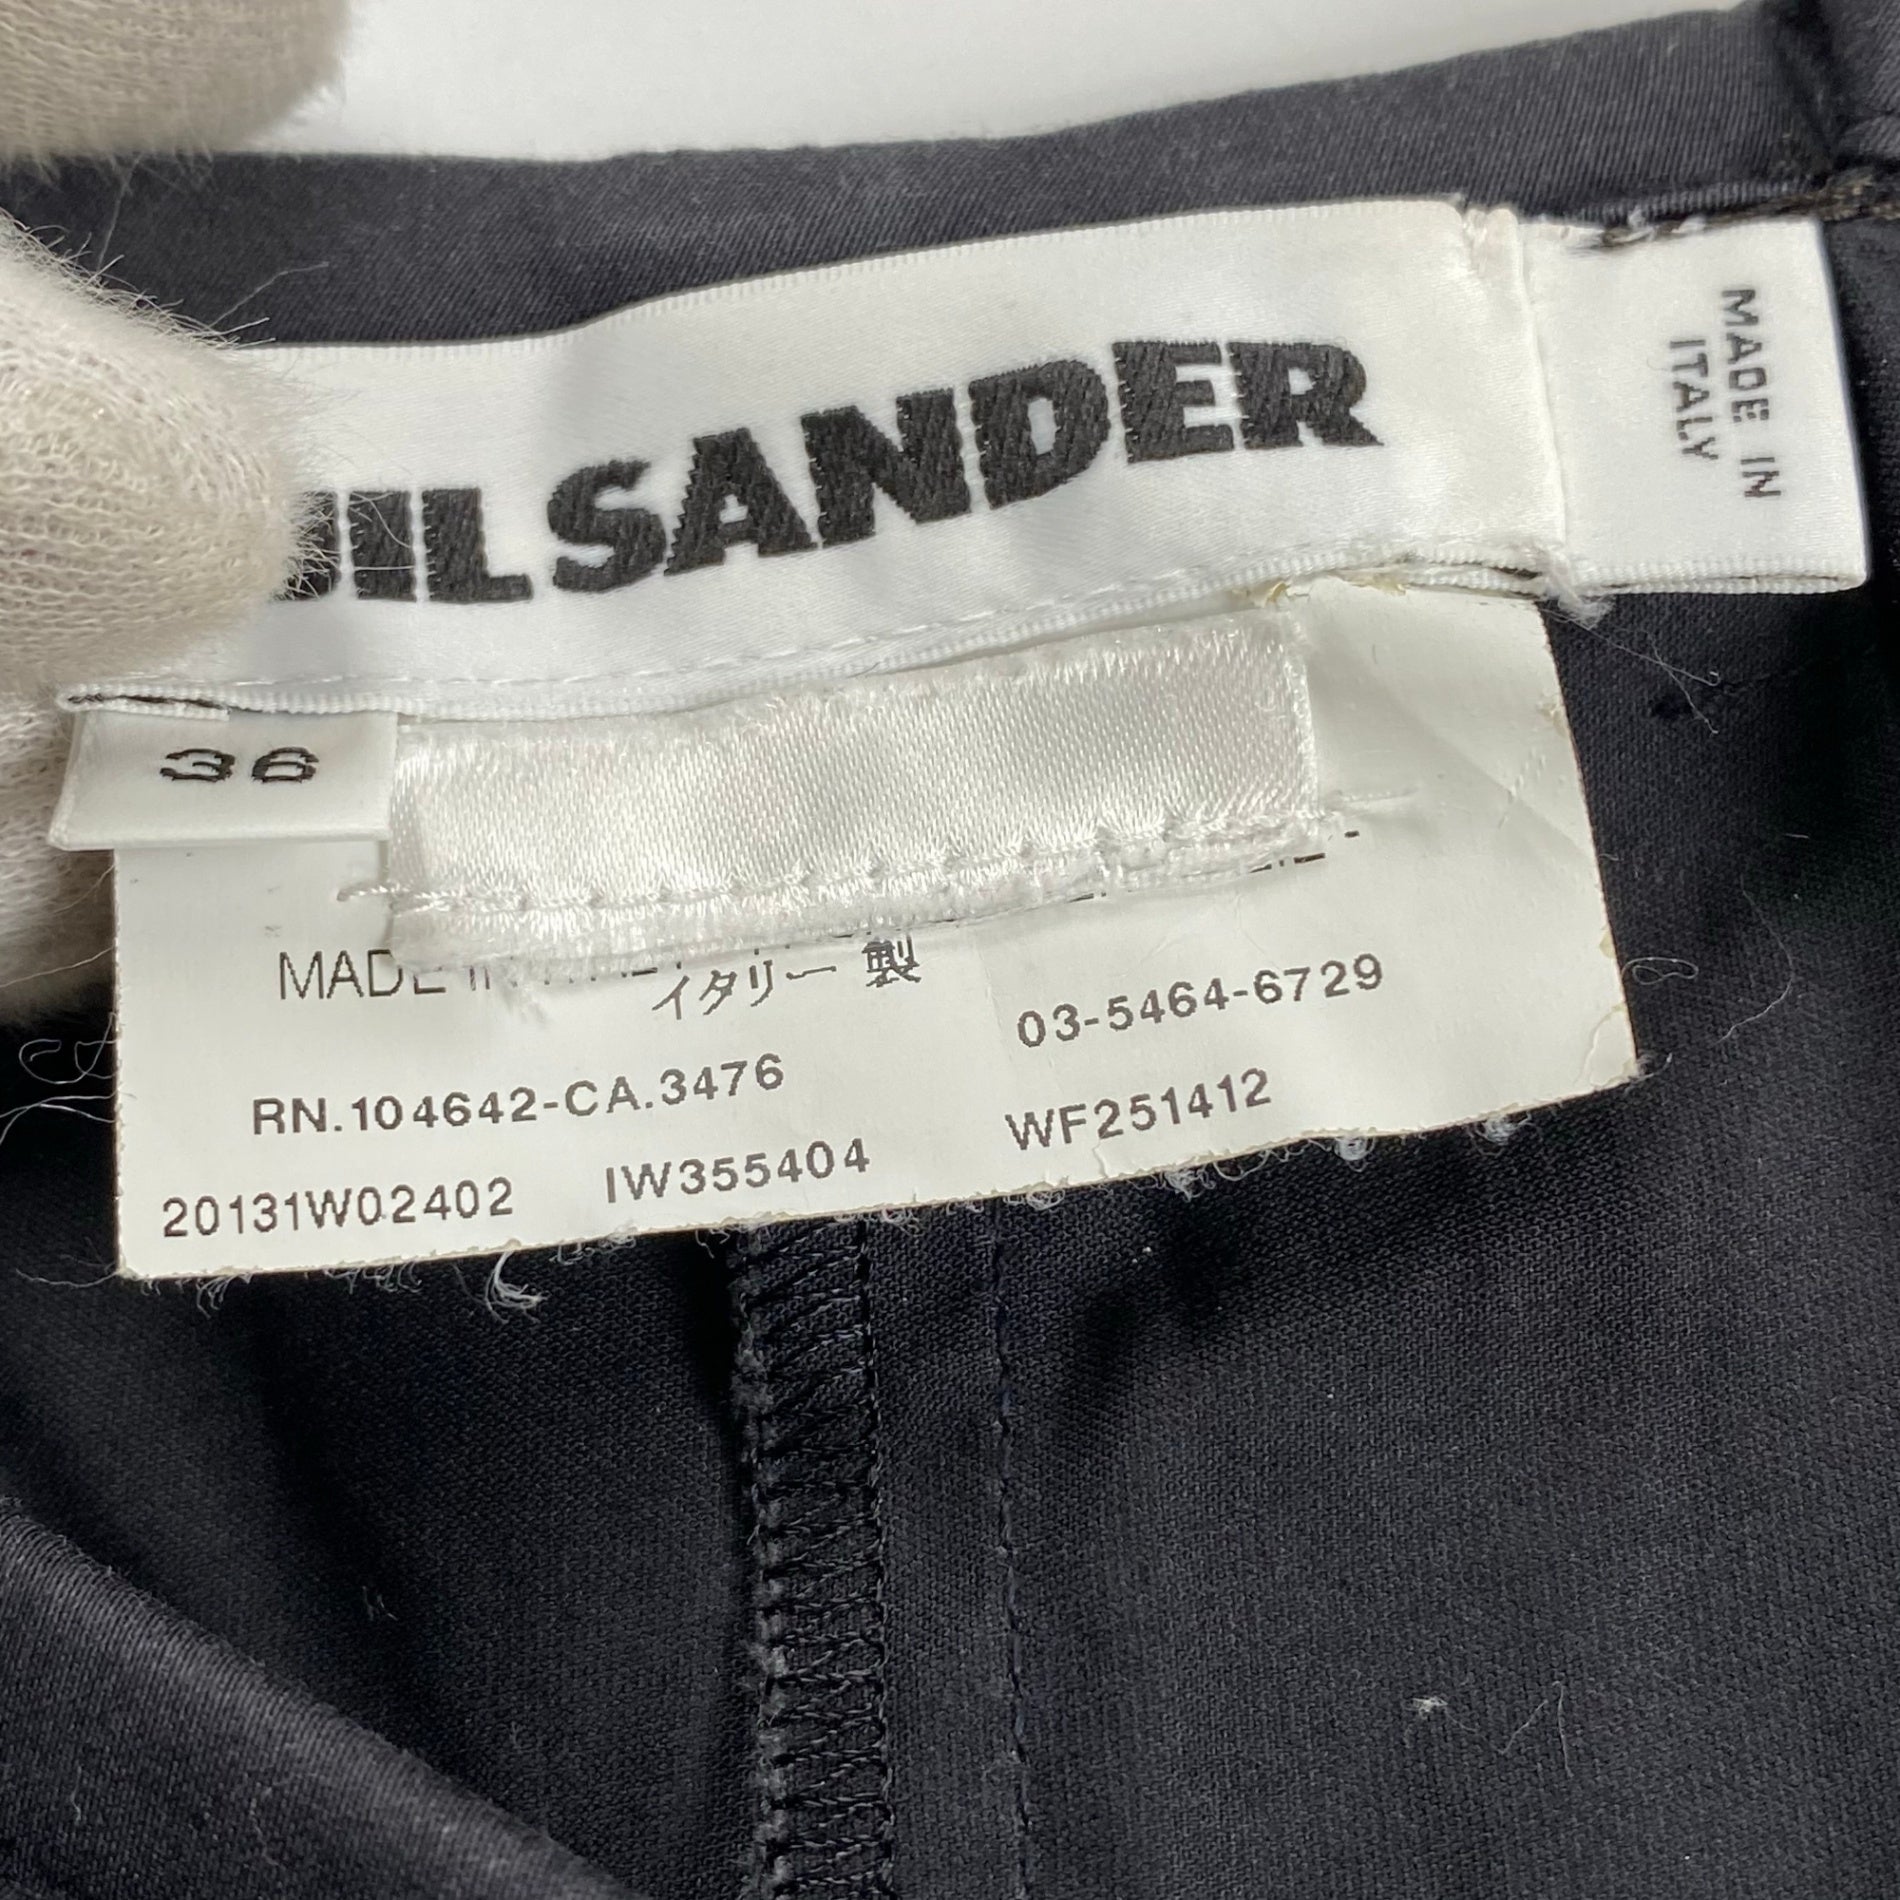 JIL SANDER
MADE IN
ITALY
36
MADE IN
イタリー 製
03-5464-6729
RN.104642-CA.3476
WF251412
20131W02402 IW355404